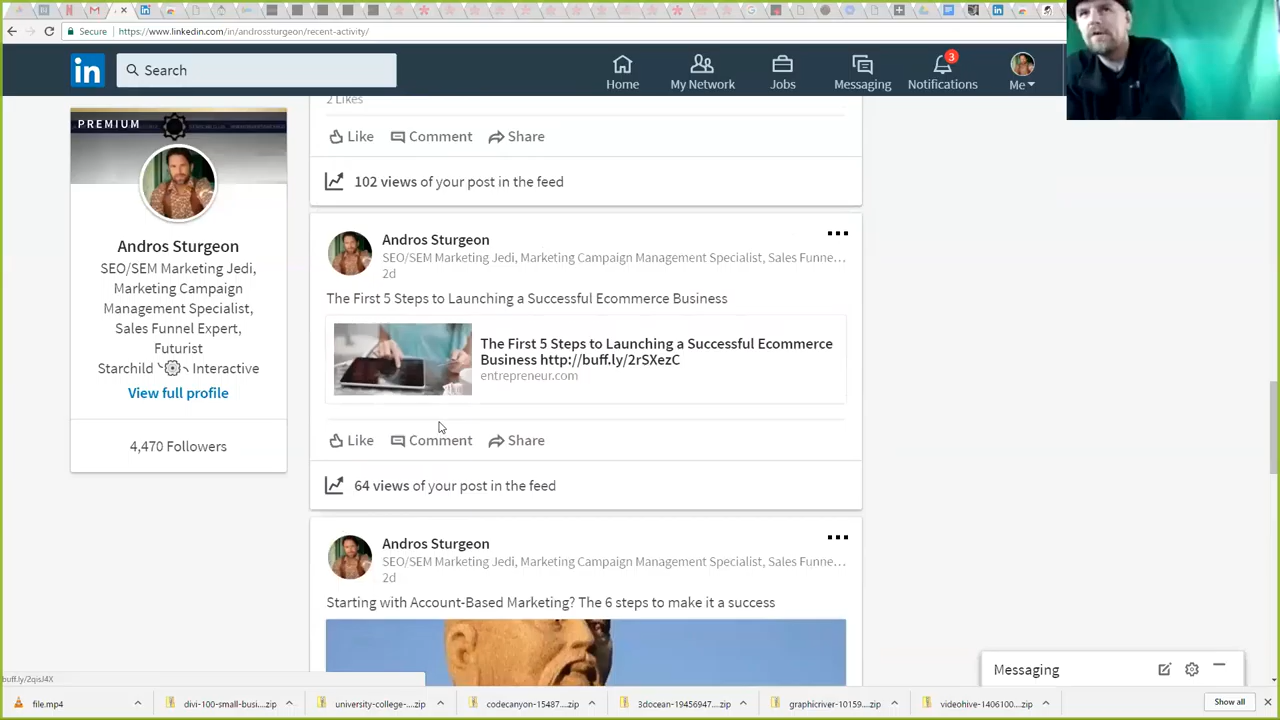 Secure
https://www.linkedin.com/in/androssturgeon/recent-activity/
in
Search
Home
My Network
Jobs
Messaging
3
Notifications
Me
PREMIUM
Andros Sturgeon
SEO/SEM Marketing Jedi,
Marketing Campaign
Management Specialist,
Sales Funnel Expert,
Futurist
Starchild Interactive
View full profile
4,470 Followers
2 Likes
Like
Comment
Share
102 views of your post in the feed
Andros Sturgeon
SEO/SEM Marketing Jedi, Marketing Campaign Management Specialist, Sales Funne...
2d
The First 5 Steps to Launching a Successful Ecommerce Business
The First 5 Steps to Launching a Successful Ecommerce
Business http://buff.ly/2rSXezC
entrepreneur.com
Like
Comment
Share
64 views of your post in the feed
Andros Sturgeon
SEO/SEM Marketing Jedi, Marketing Campaign Management Specialist, Sales Funne...
2d
Starting with Account-Based Marketing? The 6 steps to make it a success
Messaging
file.mp4
divi-100-small-busi....zip
university-college-....zip
codecanyon-15487....zip
3docean-19456947....zip
graphicriver-10159....zip
videohive-1406100....zip
Show all